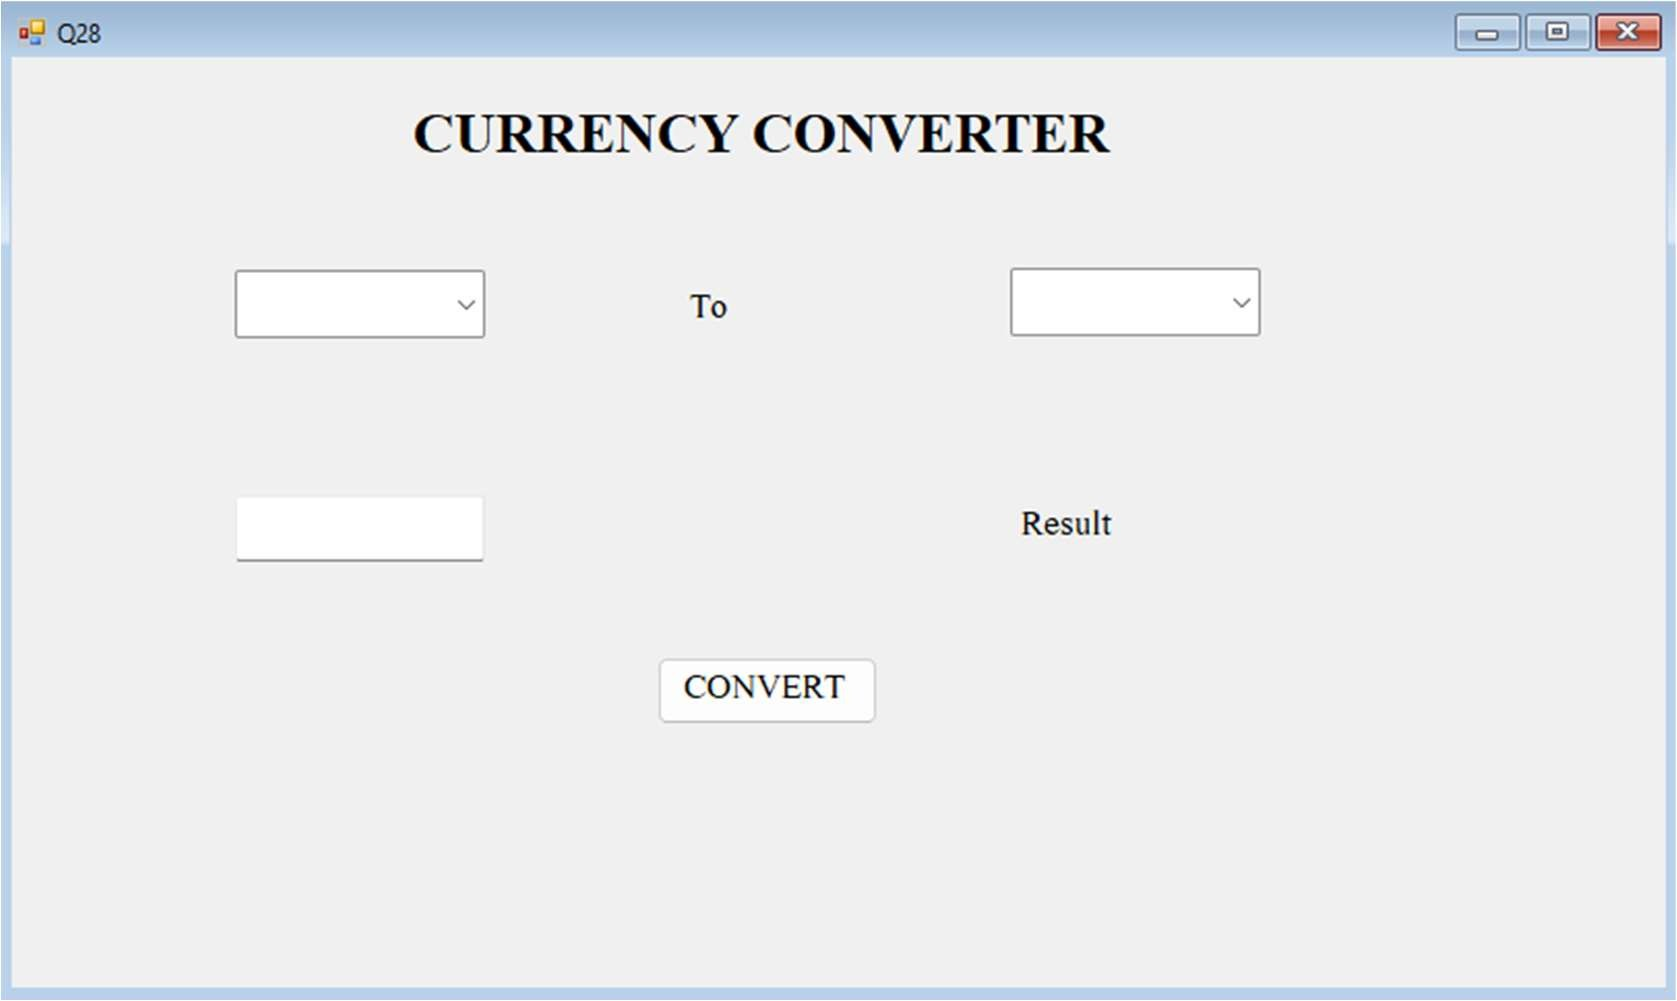 Q28
CURRENCY CONVERTER
To
Result
CONVERT